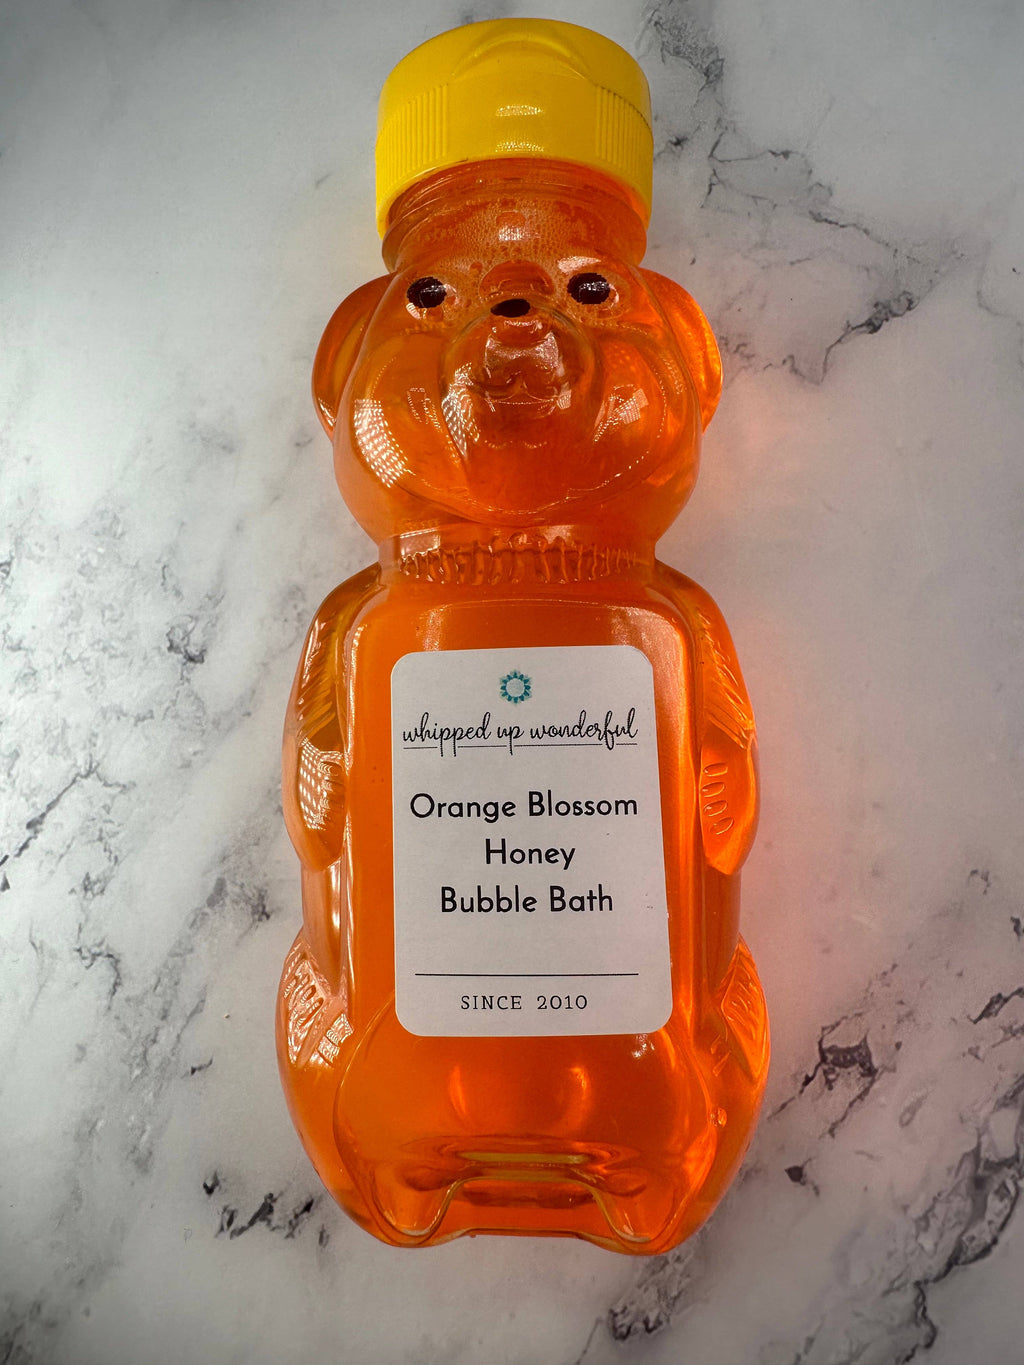 whipped up wonderful
Orange Blossom
Honey
Bubble Bath
SINCE 2010